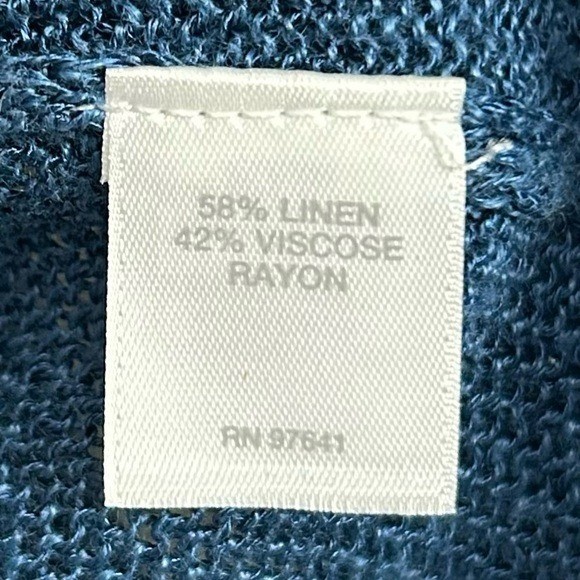 58% LINEN
42% VISCOSE
RAYON
RN 97641